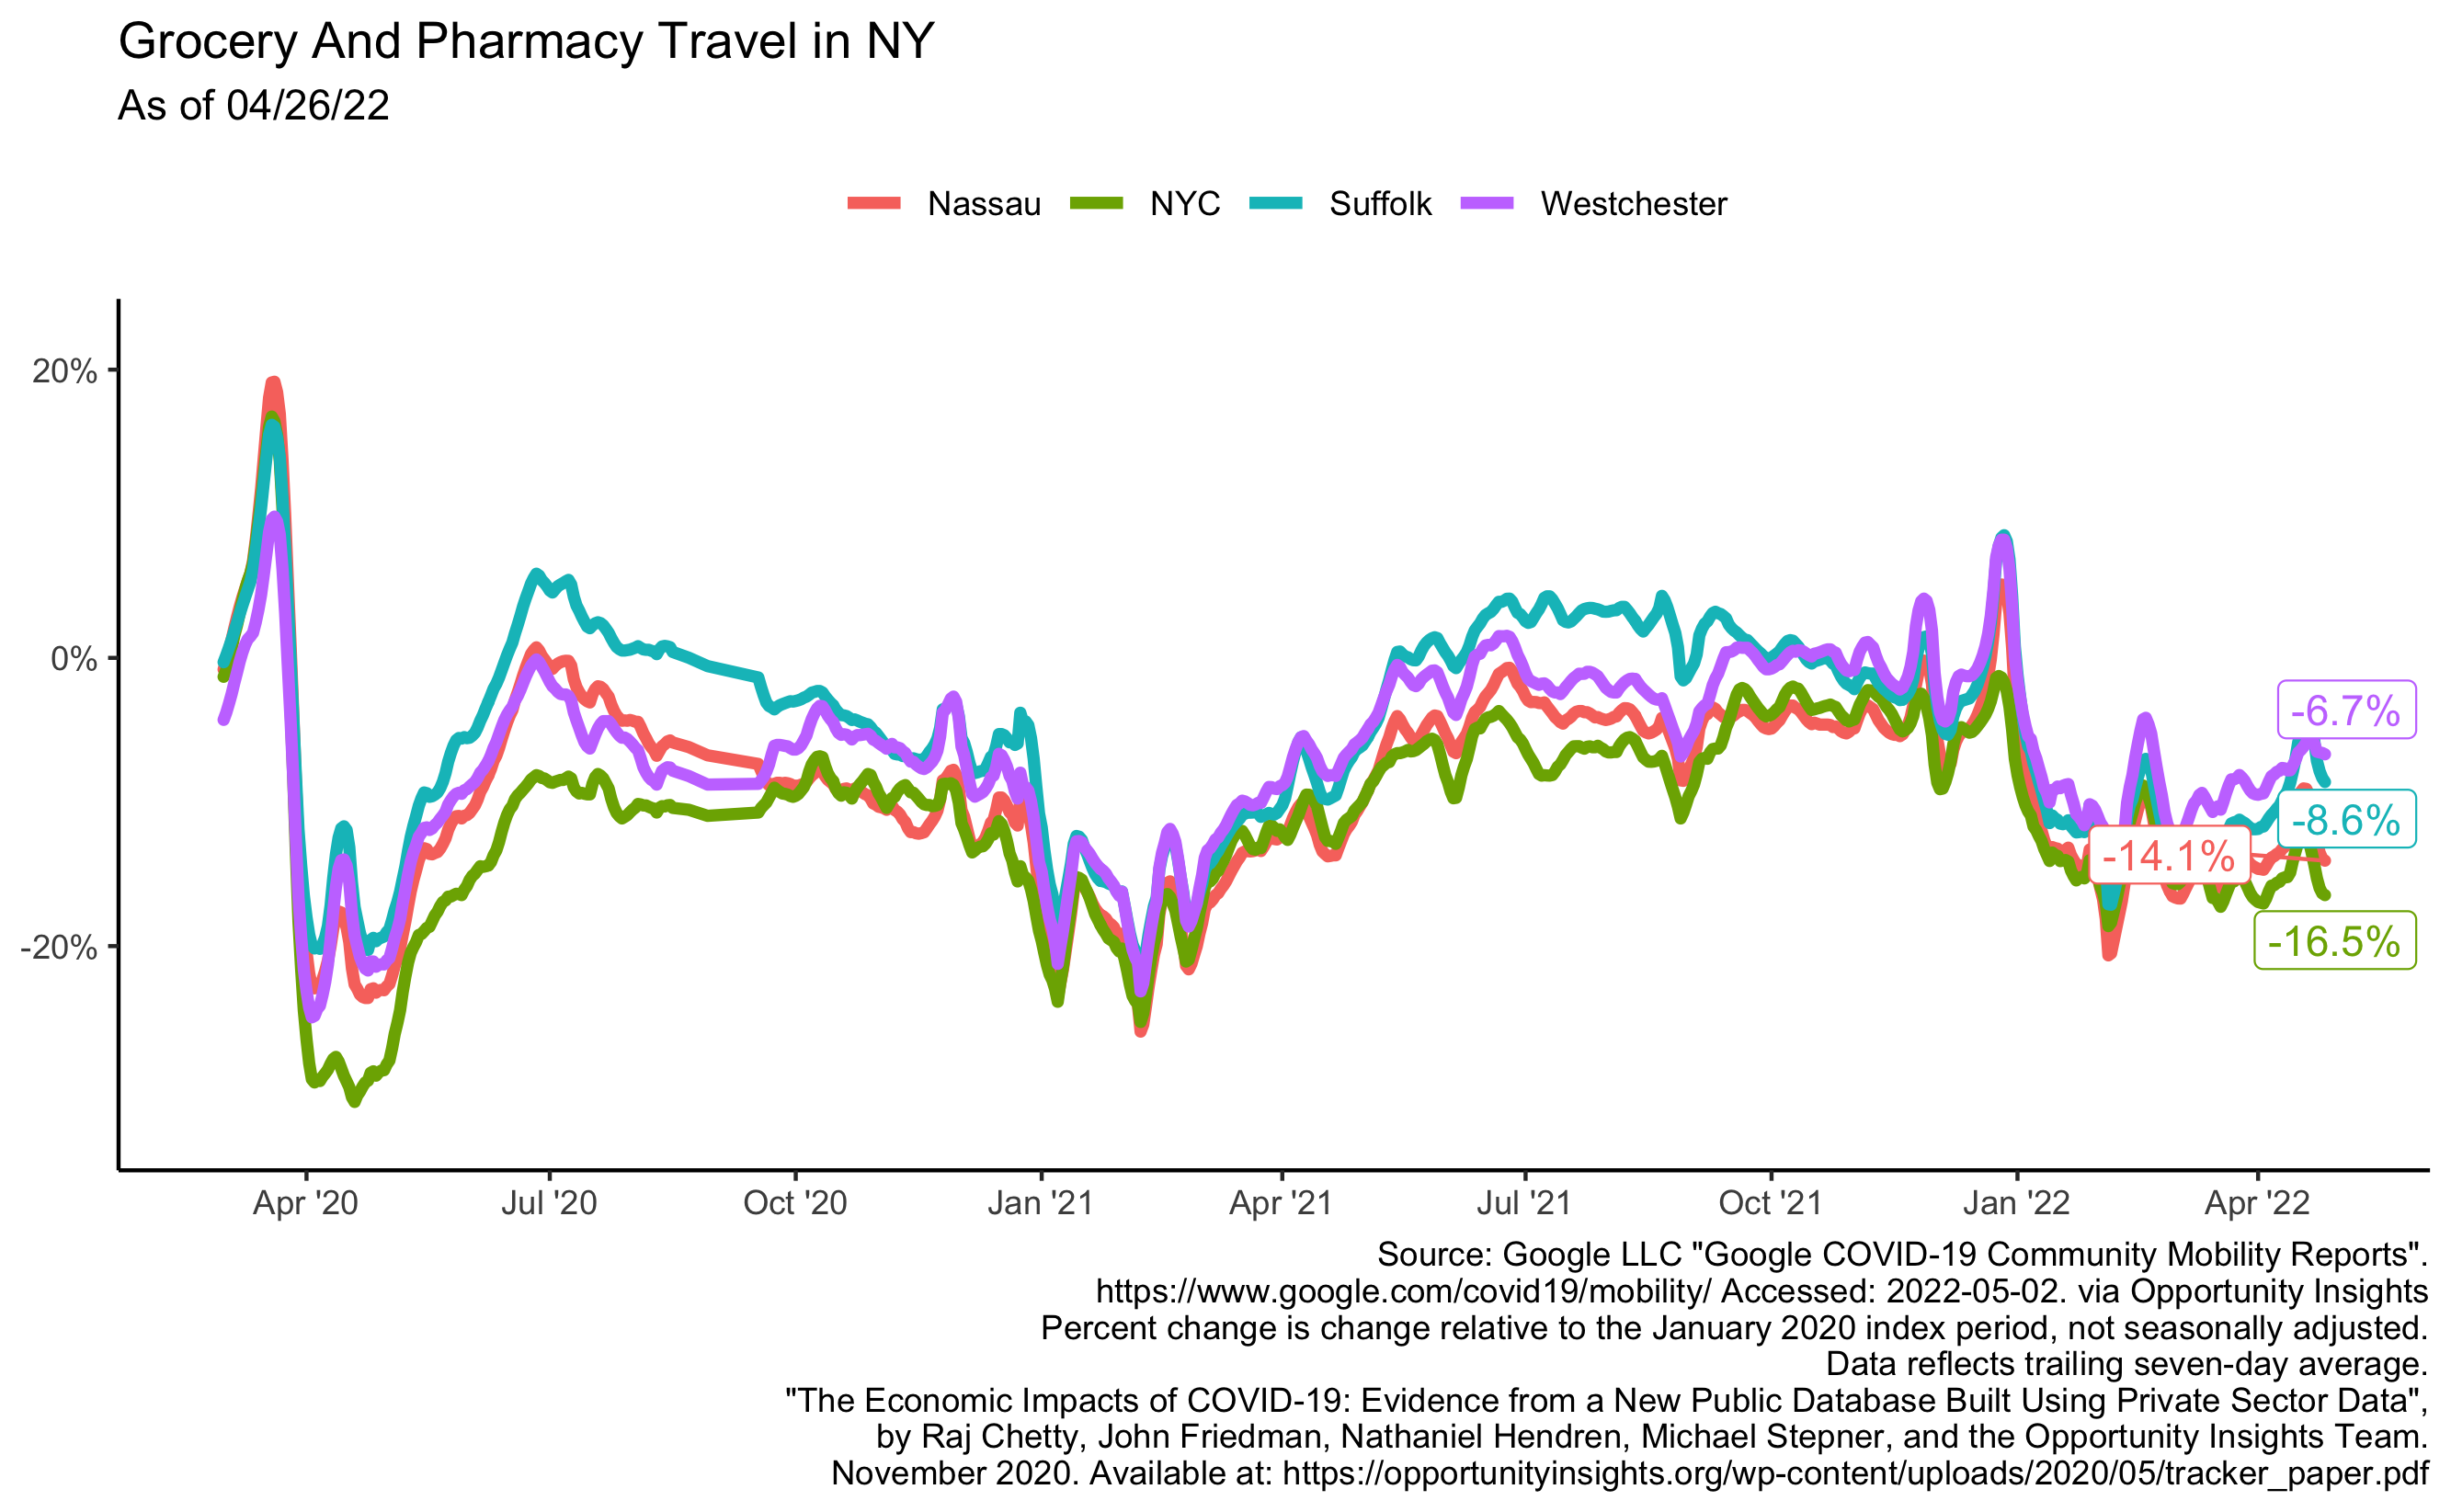 Grocery And Pharmacy Travel in NY
As of 04/26/22
Nassau NYC Suffolk Westchester
20%
0%
-20%
-6.7%
-8.6%
-14.1%
-16.5%
Apr '20 Jul '20 Oct '20 Jan '21 Apr '21 Jul '21 Oct '21 Jan '22 Apr '22
Source: Google LLC "Google COVID-19 Community Mobility Reports".
https://www.google.com/covid19/mobility/ Accessed: 2022-05-02. via Opportunity Insights
Percent change is change relative to the January 2020 index period, not seasonally adjusted.
Data reflects trailing seven-day average.
"The Economic Impacts of COVID-19: Evidence from a New Public Database Built Using Private Sector Data",
by Raj Chetty, John Friedman, Nathaniel Hendren, Michael Stepner, and the Opportunity Insights Team.
November 2020. Available at: https://opportunityinsights.org/wp-content/uploads/2020/05/tracker_paper.pdf